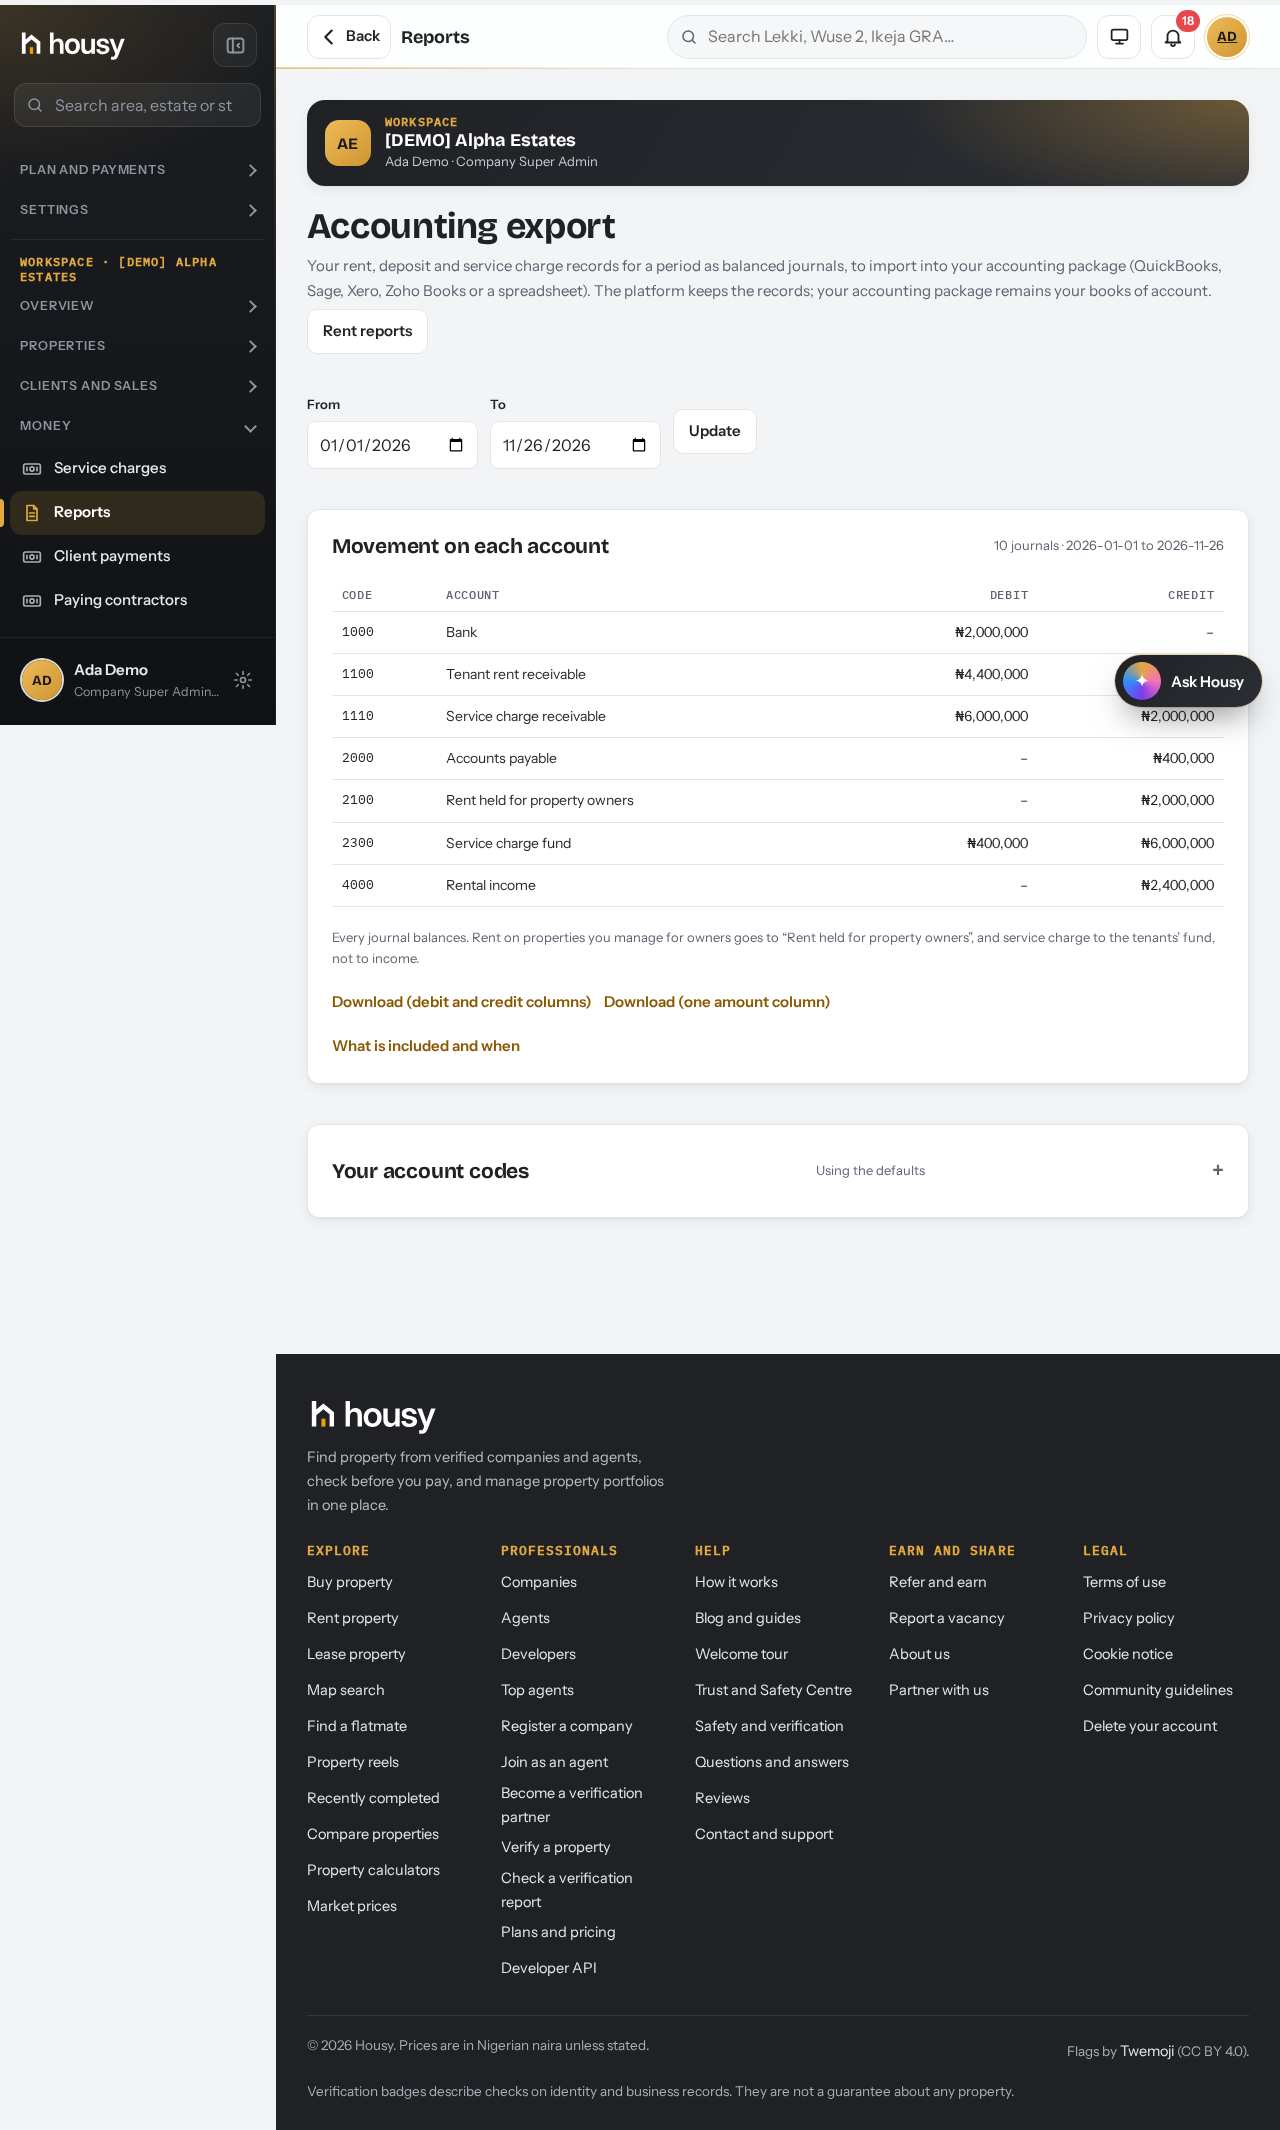 housy
Search area, estate or st
PLAN AND PAYMENTS
SETTINGS
WORKSPACE · [DEMO] ALPHA
ESTATES
OVERVIEW
PROPERTIES
CLIENTS AND SALES
MONEY
Service charges
Reports
Client payments
Paying contractors
AD
Ada Demo
Company Super Admin...
Back
Reports
Search Lekki, Wuse 2, Ikeja GRA...
18
AD
AE
WORKSPACE
[DEMO] Alpha Estates
Ada Demo · Company Super Admin
Accounting export
Your rent, deposit and service charge records for a period as balanced journals, to import into your accounting package (QuickBooks,
Sage, Xero, Zoho Books or a spreadsheet). The platform keeps the records; your accounting package remains your books of account.
Rent reports
From
To
01/01/2026
11/26/2026
Update
Movement on each account
10 journals · 2026-01-01 to 2026-11-26
CODE ACCOUNT DEBIT CREDIT
1000 Bank ₦2,000,000 –
1100 Tenant rent receivable ₦4,400,000
Ask Housy
1110 Service charge receivable ₦6,000,000 ₦2,000,000
2000 Accounts payable – ₦400,000
2100 Rent held for property owners – ₦2,000,000
2300 Service charge fund ₦400,000 ₦6,000,000
4000 Rental income – ₦2,400,000
Every journal balances. Rent on properties you manage for owners goes to “Rent held for property owners”, and service charge to the tenants’ fund,
not to income.
Download (debit and credit columns) Download (one amount column)
What is included and when
Your account codes
Using the defaults
+
housy
Find property from verified companies and agents,
check before you pay, and manage property portfolios
in one place.
EXPLORE
Buy property
Rent property
Lease property
Map search
Find a flatmate
Property reels
Recently completed
Compare properties
Property calculators
Market prices
PROFESSIONALS
Companies
Agents
Developers
Top agents
Register a company
Join as an agent
Become a verification
partner
Verify a property
Check a verification
report
Plans and pricing
Developer API
HELP
How it works
Blog and guides
Welcome tour
Trust and Safety Centre
Safety and verification
Questions and answers
Reviews
Contact and support
EARN AND SHARE
Refer and earn
Report a vacancy
About us
Partner with us
LEGAL
Terms of use
Privacy policy
Cookie notice
Community guidelines
Delete your account
© 2026 Housy. Prices are in Nigerian naira unless stated.
Flags by Twemoji (CC BY 4.0).
Verification badges describe checks on identity and business records. They are not a guarantee about any property.